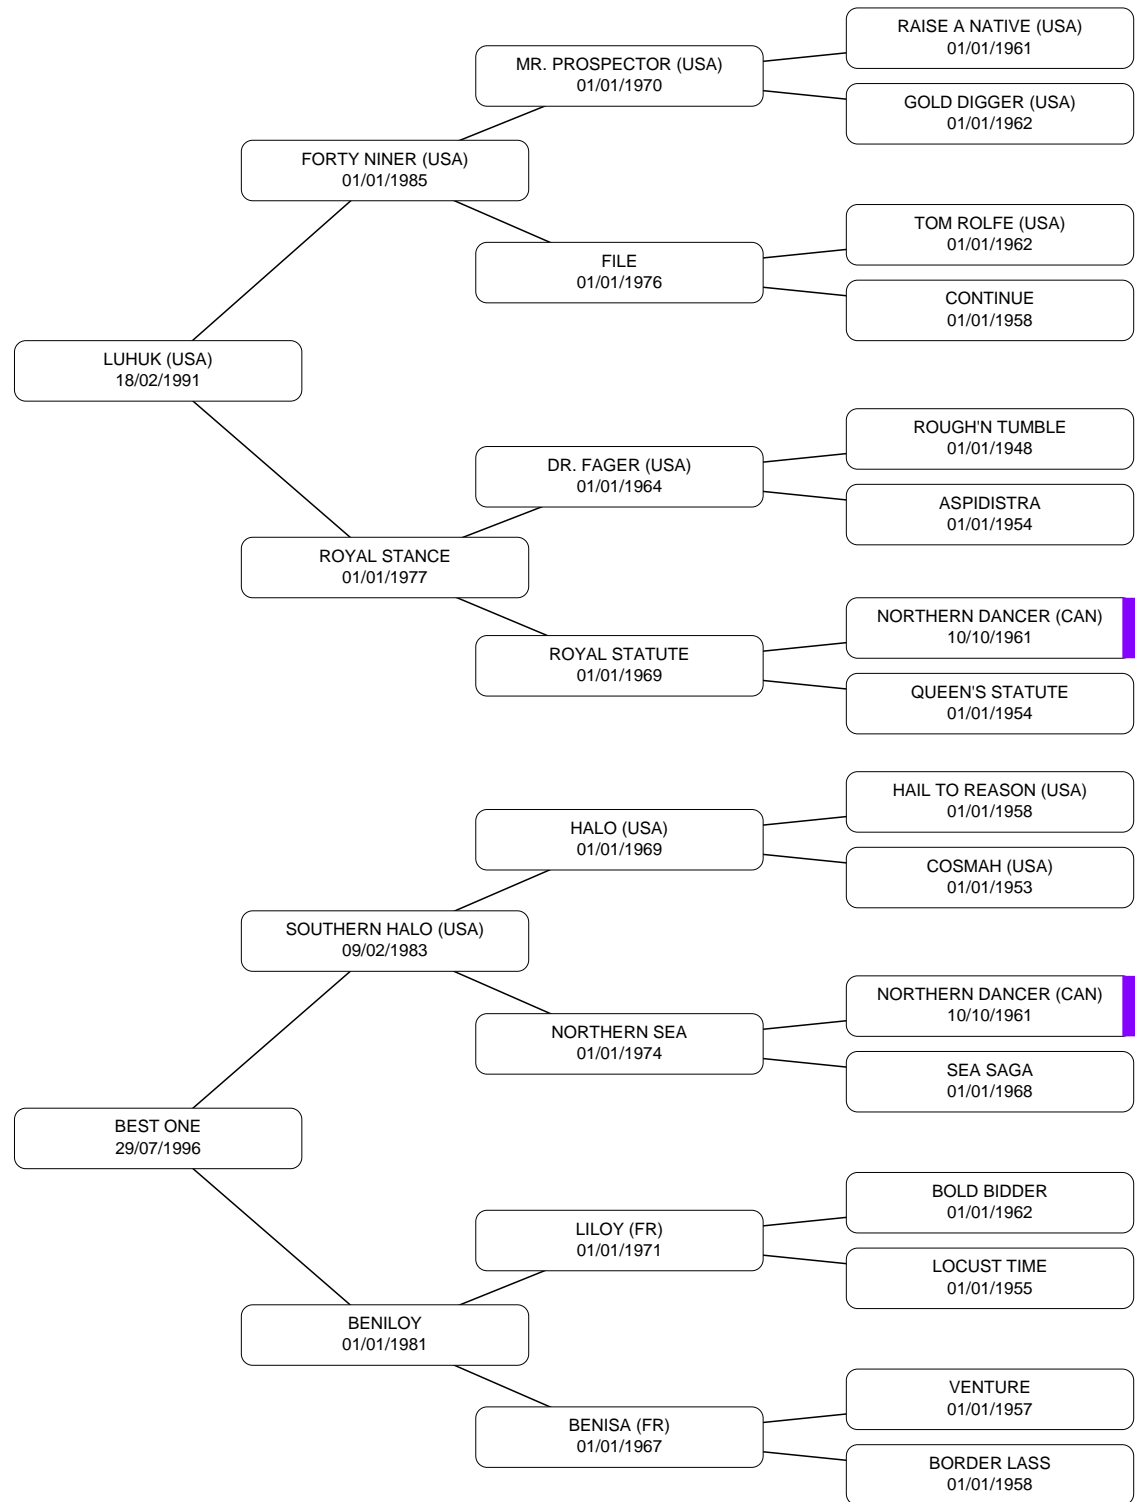 RAISE A NATIVE (USA)
01/01/1961
MR. PROSPECTOR (USA)
01/01/1970
GOLD DIGGER (USA)
01/01/1962
FORTY NINER (USA)
01/01/1985
TOM ROLFE (USA)
01/01/1962
FILE
01/01/1976
CONTINUE
01/01/1958
LUHUK (USA)
18/02/1991
ROUGH'N TUMBLE
01/01/1948
DR. FAGER (USA)
01/01/1964
ASPIDISTRA
01/01/1954
ROYAL STANCE
01/01/1977
NORTHERN DANCER (CAN)
10/10/1961
ROYAL STATUTE
01/01/1969
QUEEN'S STATUTE
01/01/1954
HAIL TO REASON (USA)
01/01/1958
HALO (USA)
01/01/1969
COSMAH (USA)
01/01/1953
SOUTHERN HALO (USA)
09/02/1983
NORTHERN DANCER (CAN)
10/10/1961
NORTHERN SEA
01/01/1974
SEA SAGA
01/01/1968
BEST ONE
29/07/1996
BOLD BIDDER
01/01/1962
LILOY (FR)
01/01/1971
LOCUST TIME
01/01/1955
BENILOY
01/01/1981
VENTURE
01/01/1957
BENISA (FR)
01/01/1967
BORDER LASS
01/01/1958